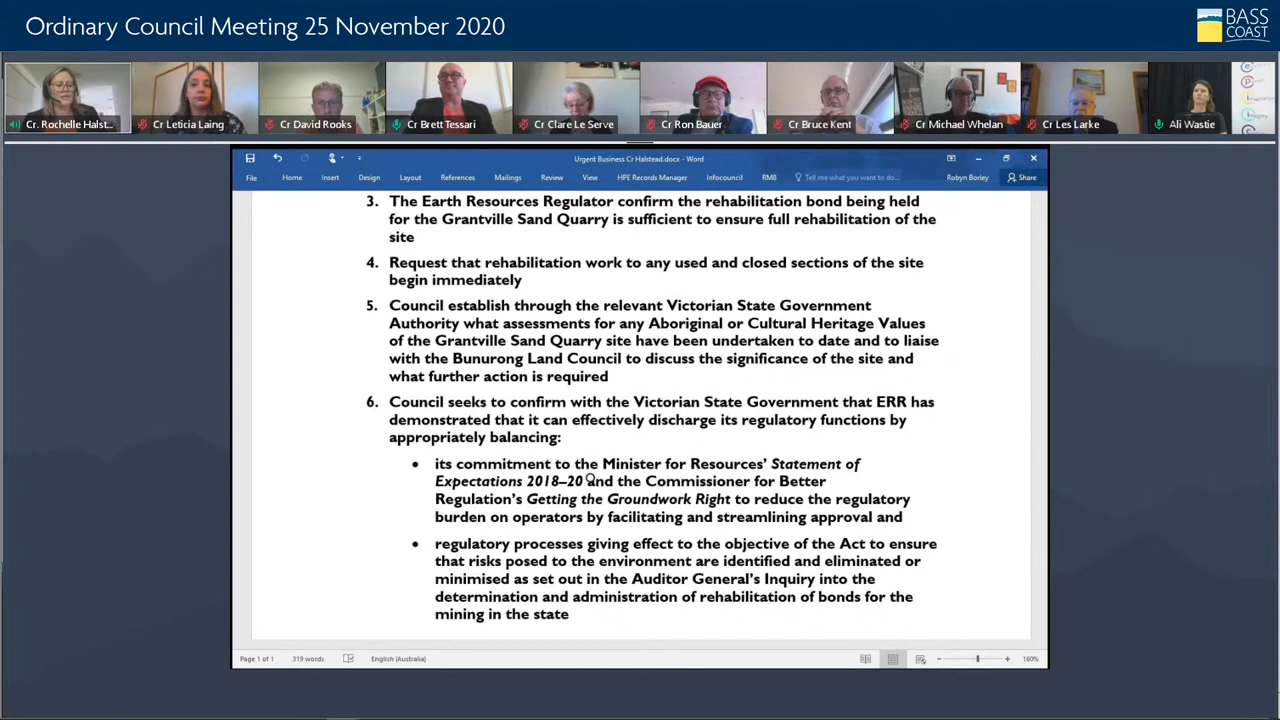 Ordinary Council Meeting 25 November 2020
BASS
COAST
Cr. Rochelle Halst...
Cr Leticia Laing
Cr David Rooks
Cr Brett Tessari
Cr Clare Le Serve
Cr Ron Bauer
Cr Bruce Kent
Cr Michael Whelan
Cr Les Larke
Ali Wastie
Urgent Business Cr Halstead.docx - Word
File Home Insert Design Layout References Mailings Review View HPE Records Manager Infocouncil RM8 Tell me what you want to do... Robyn Borley Share
3. The Earth Resources Regulator confirm the rehabilitation bond being held
for the Grantville Sand Quarry is sufficient to ensure full rehabilitation of the
site
4. Request that rehabilitation work to any used and closed sections of the site
begin immediately
5. Council establish through the relevant Victorian State Government
Authority what assessments for any Aboriginal or Cultural Heritage Values
of the Grantville Sand Quarry site have been undertaken to date and to liaise
with the Bunurong Land Council to discuss the significance of the site and
what further action is required
6. Council seeks to confirm with the Victorian State Government that ERR has
demonstrated that it can effectively discharge its regulatory functions by
appropriately balancing:
• its commitment to the Minister for Resources' Statement of
Expectations 2018–20 and the Commissioner for Better
Regulation's Getting the Groundwork Right to reduce the regulatory
burden on operators by facilitating and streamlining approval and
• regulatory processes giving effect to the objective of the Act to ensure
that risks posed to the environment are identified and eliminated or
minimised as set out in the Auditor General's Inquiry into the
determination and administration of rehabilitation of bonds for the
mining in the state
Page 1 of 1 319 words English (Australia) 160%